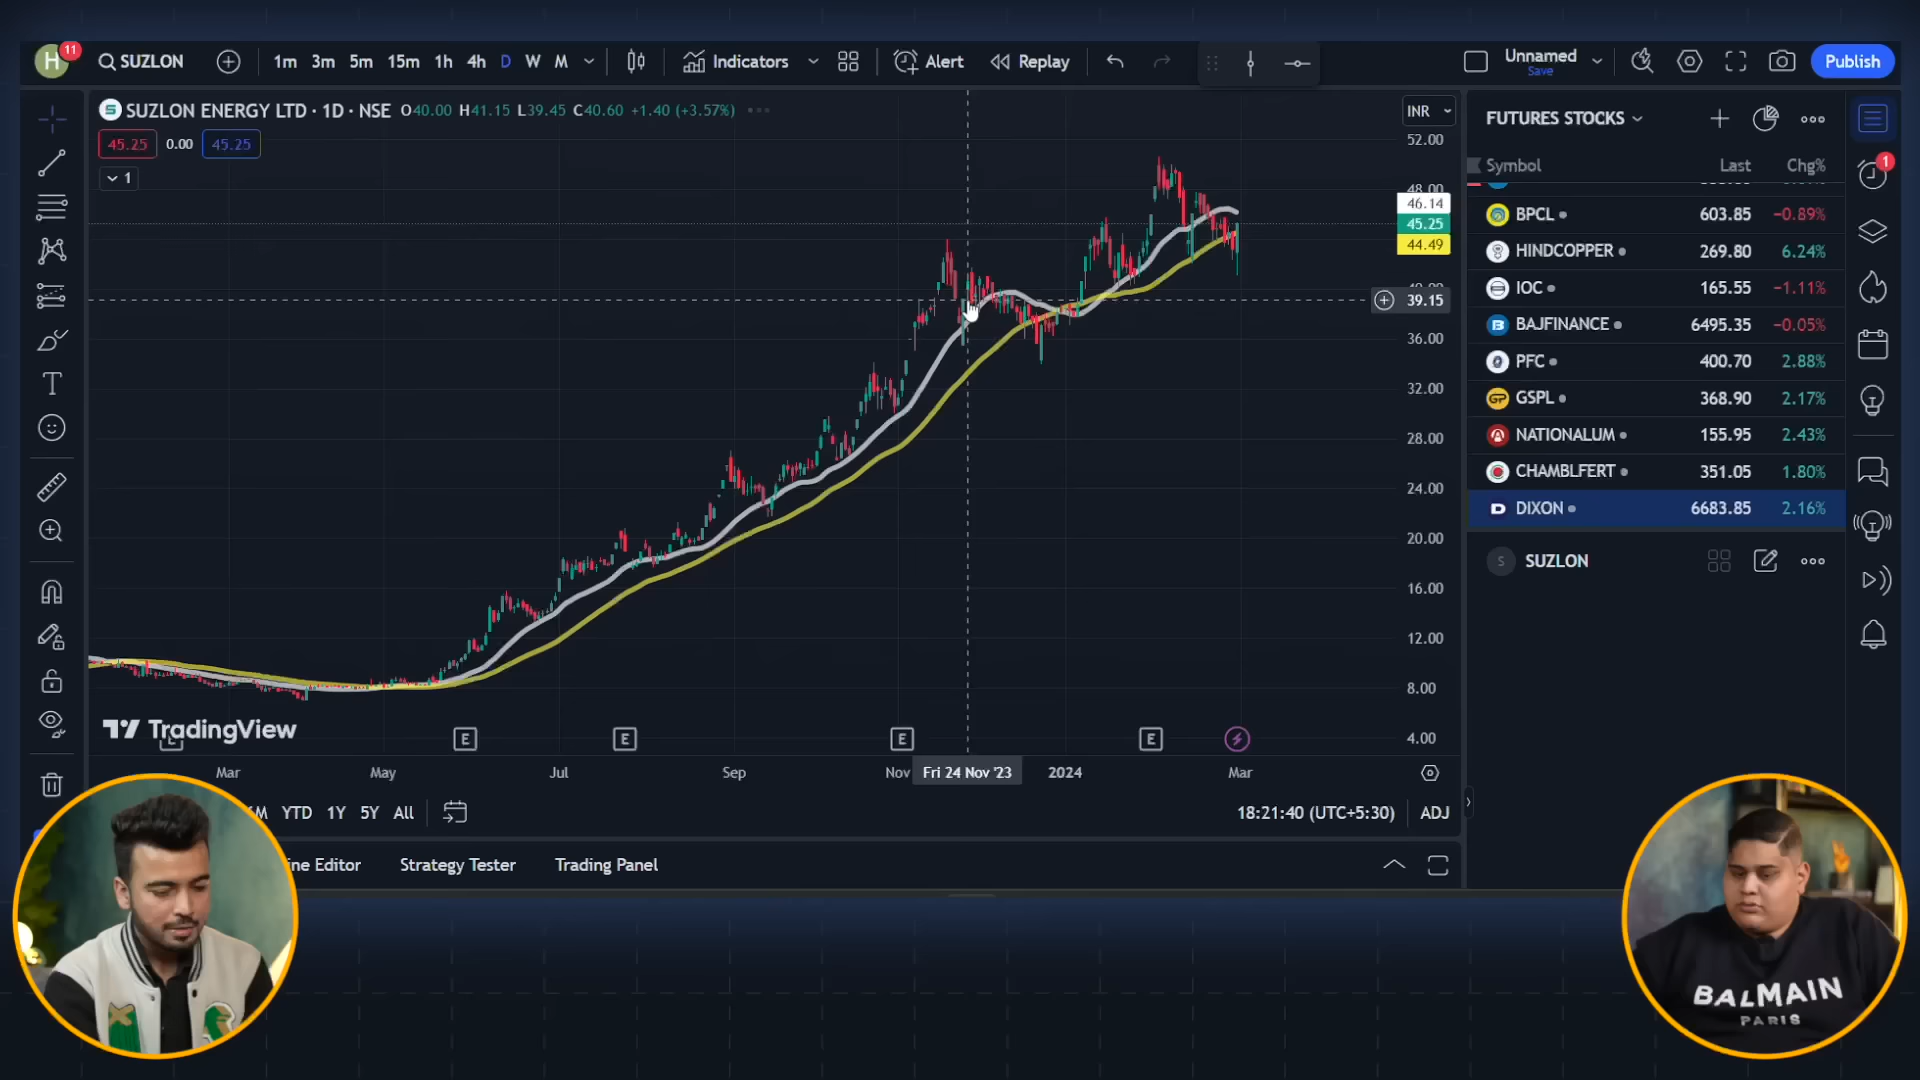 H 11 SUZLON 1m 3m 5m 15m 1h 4h D W M Indicators Alert Replay Unnamed Save Publish
SUZLON ENERGY LTD · 1D · NSE O40.00 H41.15 L39.45 C40.60 +1.40 (+3.57%)
INR
45.25 0.00 45.25
1
52.00
48.00
46.14
45.25
44.49
39.15
36.00
32.00
28.00
24.00
20.00
16.00
12.00
8.00
4.00
TradingView
E E E E
Mar May Jul Sep Nov Fri 24 Nov '23 2024 Mar
YTD 1Y 5Y All 18:21:40 (UTC+5:30) ADJ
ine Editor Strategy Tester Trading Panel
FUTURES STOCKS
1
Symbol Last Chg%
BPCL 603.85 −0.89%
HINDCOPPER 269.80 6.24%
IOC 165.55 −1.11%
BAJFINANCE 6495.35 −0.05%
PFC 400.70 2.88%
GSPL 368.90 2.17%
NATIONALUM 155.95 2.43%
CHAMBLFERT 351.05 1.80%
DIXON 6683.85 2.16%
S SUZLON
BALMAIN
PARIS